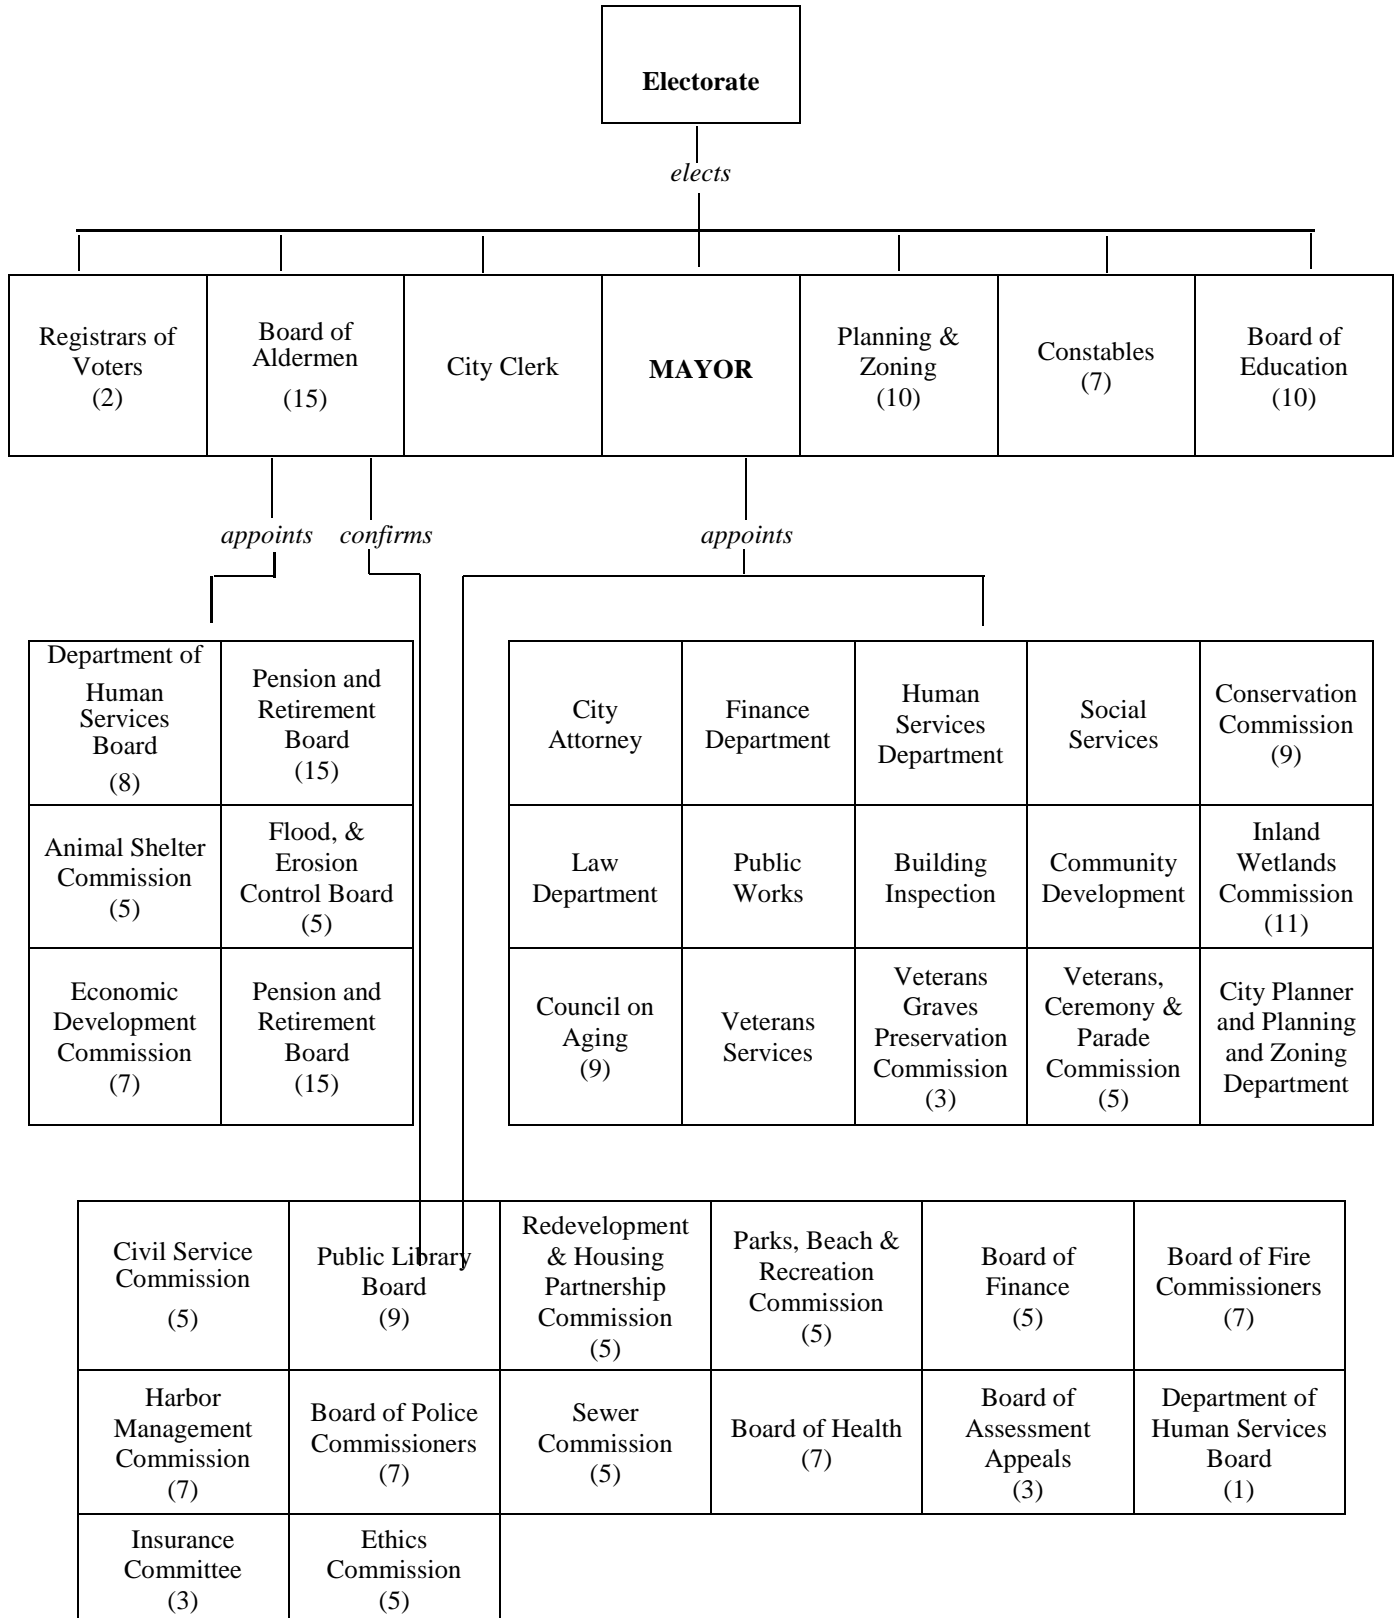 Electorate
elects
Registrars of
Voters
(2)
Board of
Aldermen
(15)
City Clerk
MAYOR
Planning &
Zoning
(10)
Constables
(7)
Board of
Education
(10)
appoints
confirms
appoints
Department of
Human
Services
Board
(8)
Pension and
Retirement
Board
(15)
Animal Shelter
Commission
(5)
Flood, &
Erosion
Control Board
(5)
Economic
Development
Commission
(7)
Pension and
Retirement
Board
(15)
City
Attorney
Finance
Department
Human
Services
Department
Social
Services
Conservation
Commission
(9)
Law
Department
Public
Works
Building
Inspection
Community
Development
Inland
Wetlands
Commission
(11)
Council on
Aging
(9)
Veterans
Services
Veterans
Graves
Preservation
Commission
(3)
Veterans,
Ceremony &
Parade
Commission
(5)
City Planner
and Planning
and Zoning
Department
Civil Service
Commission
(5)
Public Library
Board
(9)
Redevelopment
& Housing
Partnership
Commission
(5)
Parks, Beach &
Recreation
Commission
(5)
Board of
Finance
(5)
Board of Fire
Commissioners
(7)
Harbor
Management
Commission
(7)
Board of Police
Commissioners
(7)
Sewer
Commission
(5)
Board of Health
(7)
Board of
Assessment
Appeals
(3)
Department of
Human Services
Board
(1)
Insurance
Committee
(3)
Ethics
Commission
(5)